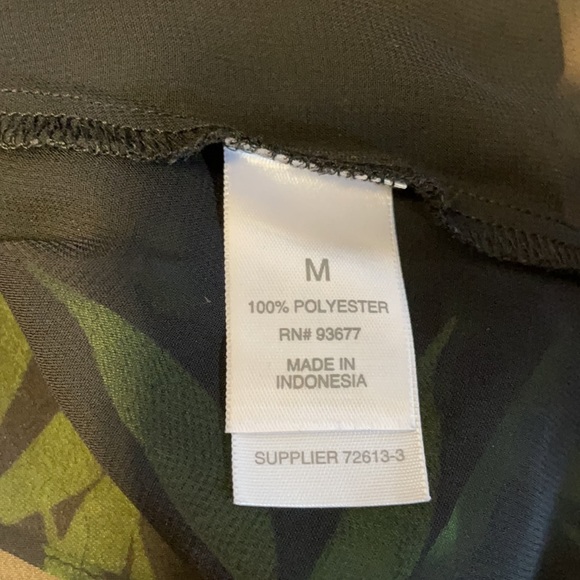 M
100% POLYESTER
RN# 93677
MADE IN
INDONESIA
SUPPLIER 72613-3